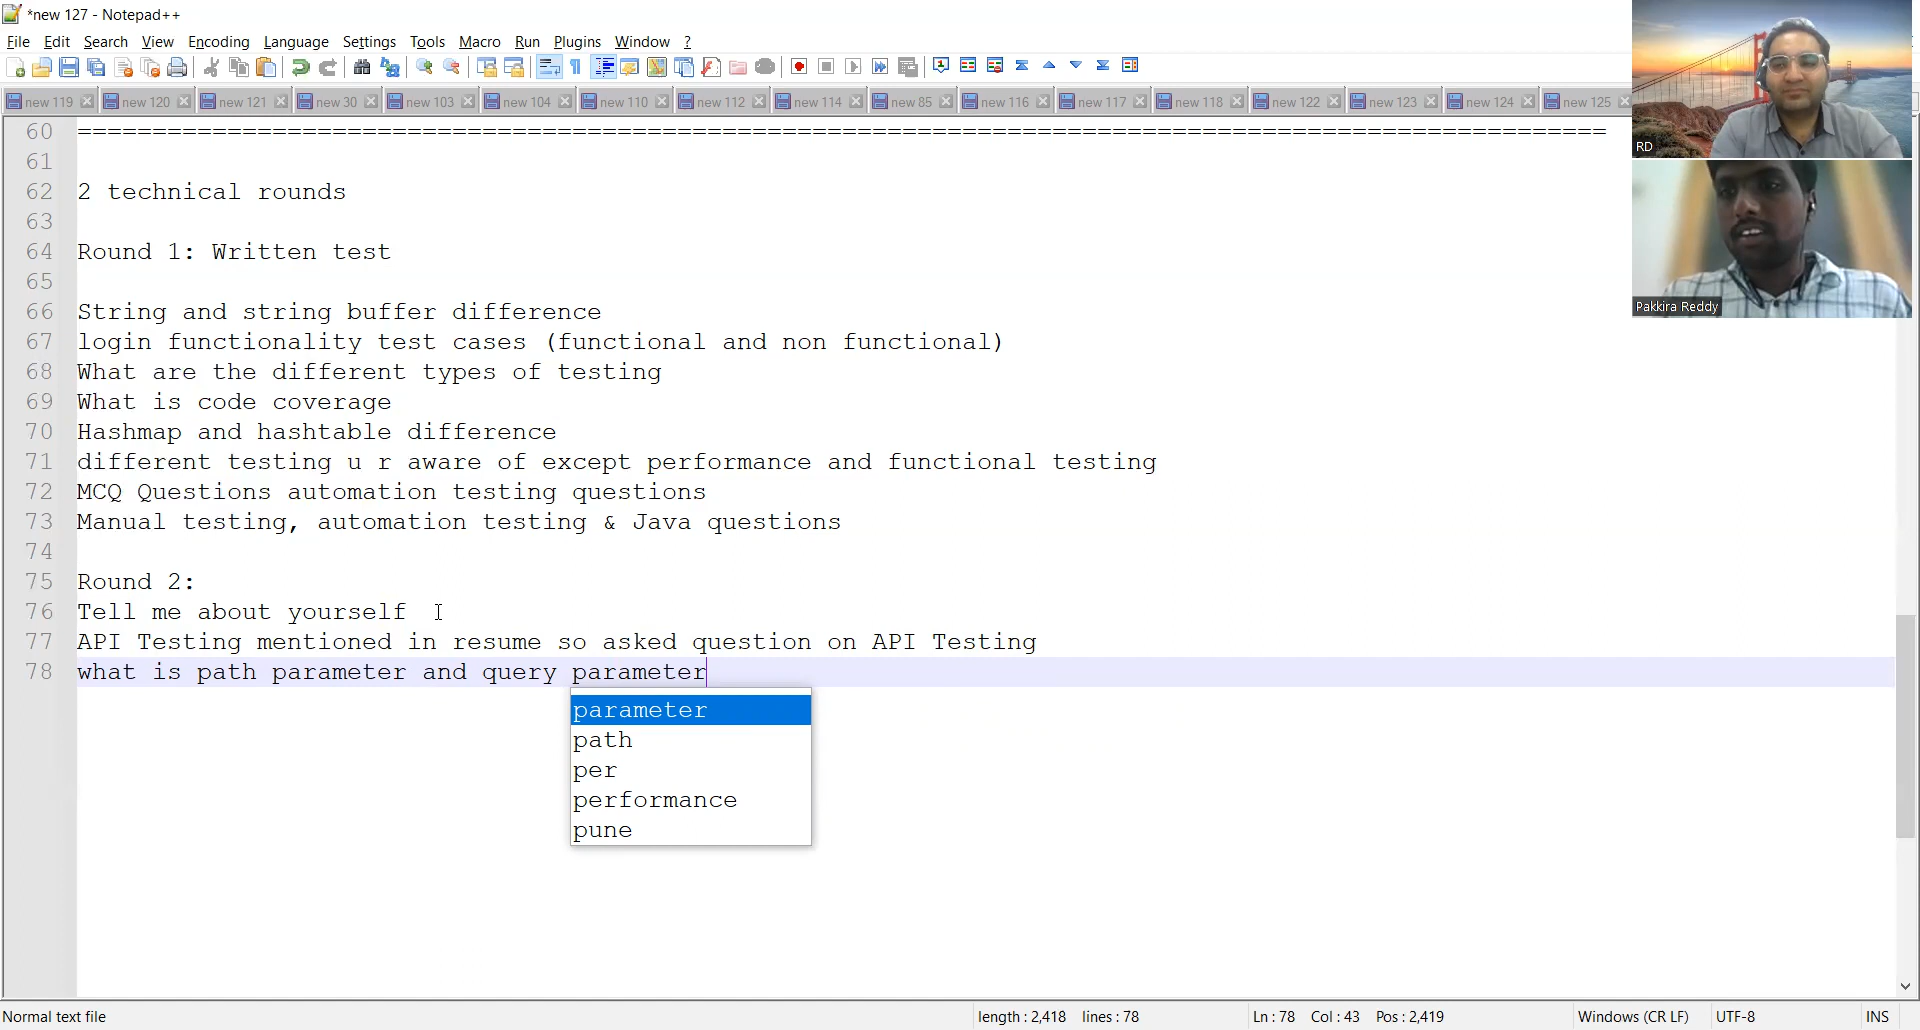 *new 127 - Notepad++
File Edit Search View Encoding Language Settings Tools Macro Run Plugins Window ?
new 119 new 120 new 121 new 30 new 103 new 104 new 110 new 112 new 114 new 85 new 116 new 117 new 118 new 122 new 123 new 124 new 125
RD
Pakkira Reddy
60 ======================================================================================================
61
62 2 technical rounds
63
64 Round 1: Written test
65
66 String and string buffer difference
67 login functionality test cases (functional and non functional)
68 What are the different types of testing
69 What is code coverage
70 Hashmap and hashtable difference
71 different testing u r aware of except performance and functional testing
72 MCQ Questions automation testing questions
73 Manual testing, automation testing & Java questions
74
75 Round 2:
76 Tell me about yourself
77 API Testing mentioned in resume so asked question on API Testing
78 what is path parameter and query parameter
parameter
path
per
performance
pune
Normal text file length : 2,418 lines : 78 Ln : 78 Col : 43 Pos : 2,419 Windows (CR LF) UTF-8 INS